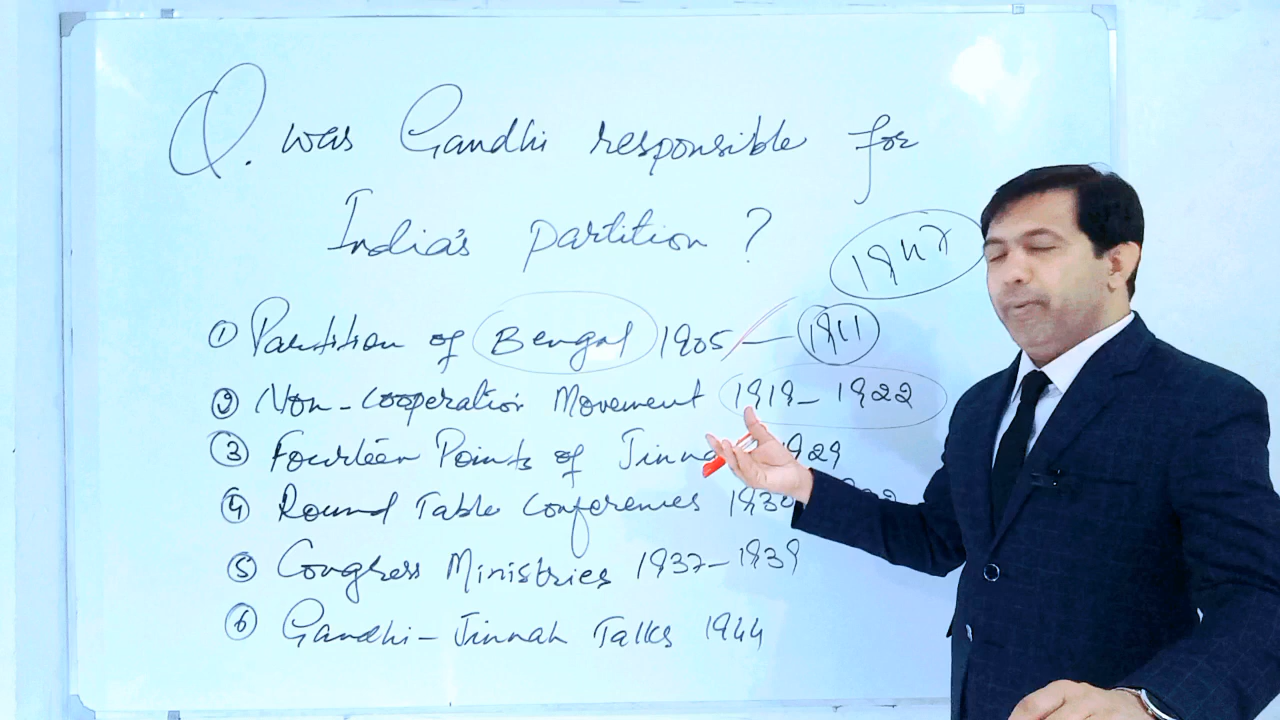 Q. Was Gandhi responsible for
India's partition ?
1947
① Partition of Bengal 1905 — 1911
② Non-cooperation Movement 1919-1922
③ Fourteen Points of 1929
④ Round Table Conferences
⑤ Congress Ministries 1937-1939
⑥ Gandhi-Jinnah Talks 1944